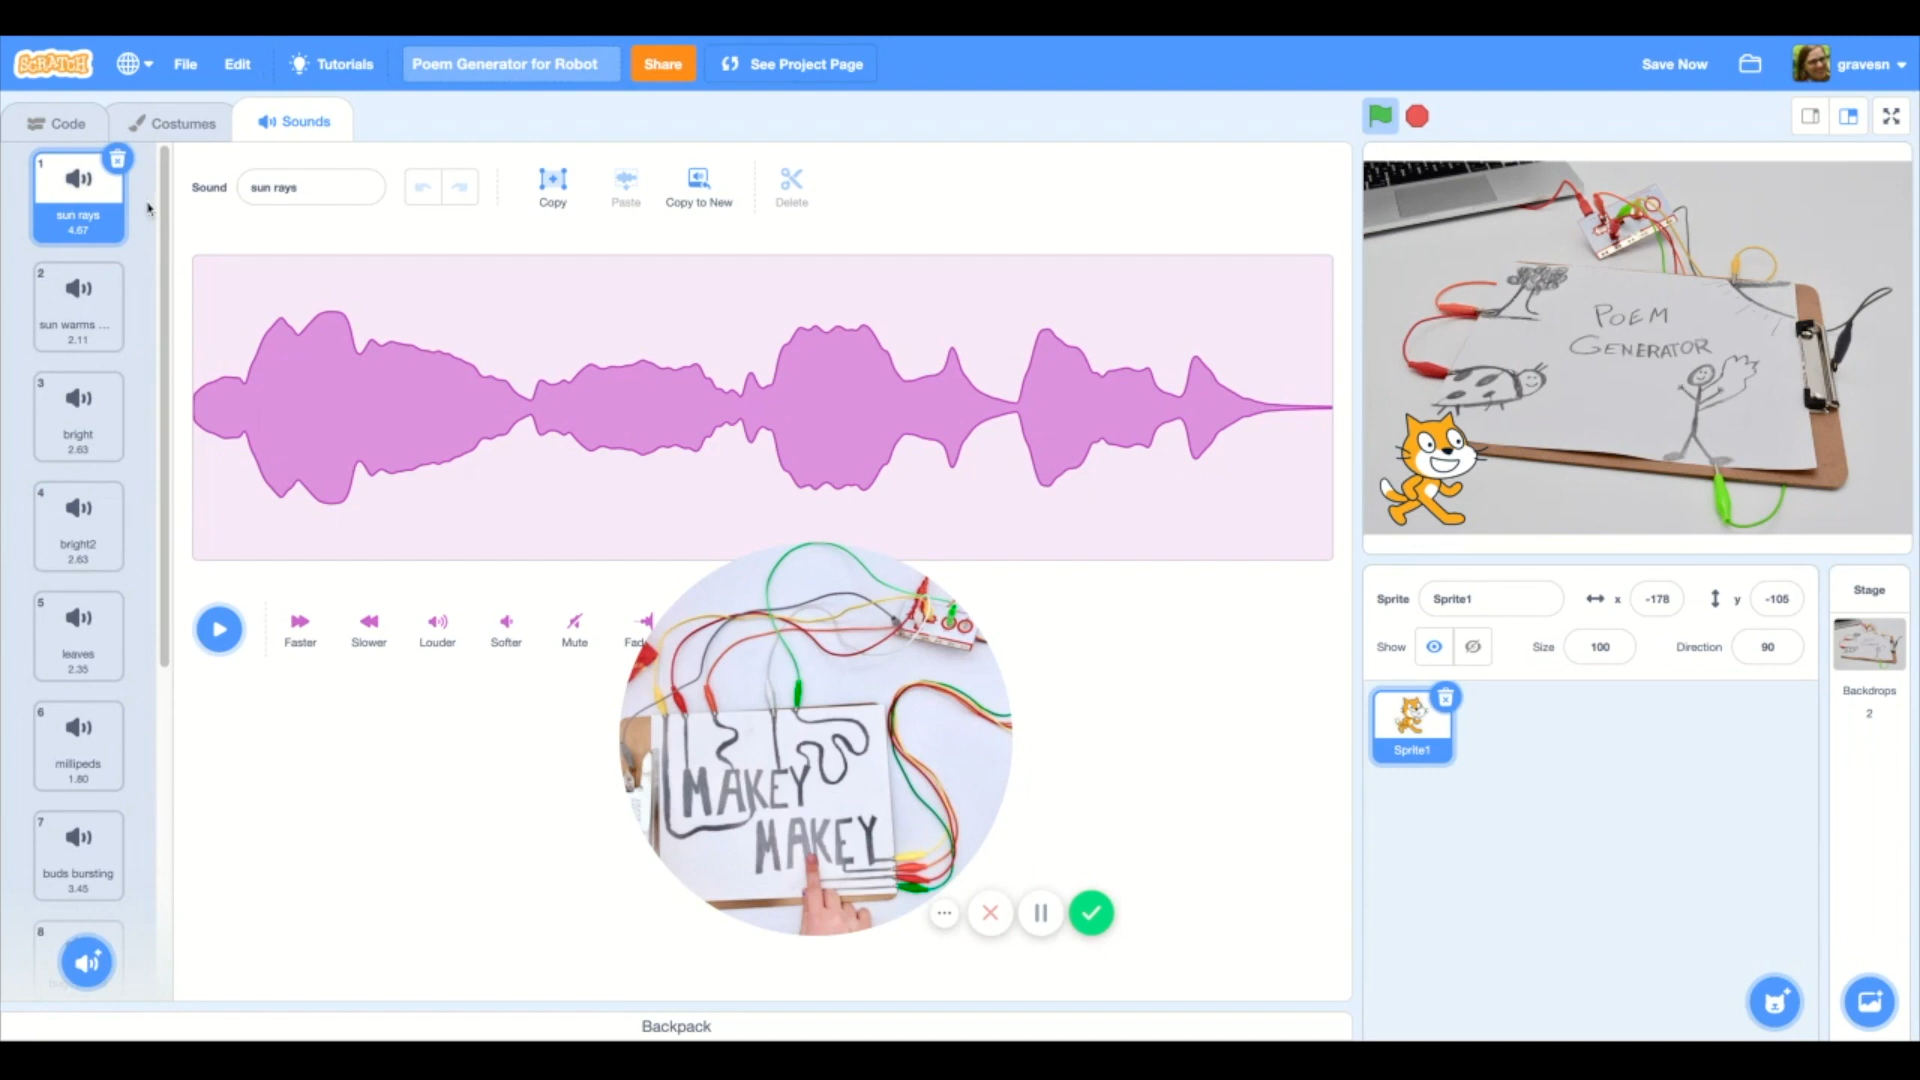 SCRATCH
File
Edit
Tutorials
Poem Generator for Robot
Share
See Project Page
Save Now
gravesn
Code
Costumes
Sounds
1
sun rays
4.67
2
sun warms ...
2.11
3
bright
2.63
4
bright2
2.63
5
leaves
2.35
6
millipeds
1.80
7
buds bursting
3.45
8
Sound
sun rays
Copy
Paste
Copy to New
Delete
Faster
Slower
Louder
Softer
Mute
Fad
MAKEY
MAKEY
POEM
GENERATOR
Sprite
Sprite1
x
-178
y
-105
Show
Size
100
Direction
90
Sprite1
Stage
Backdrops
2
Backpack